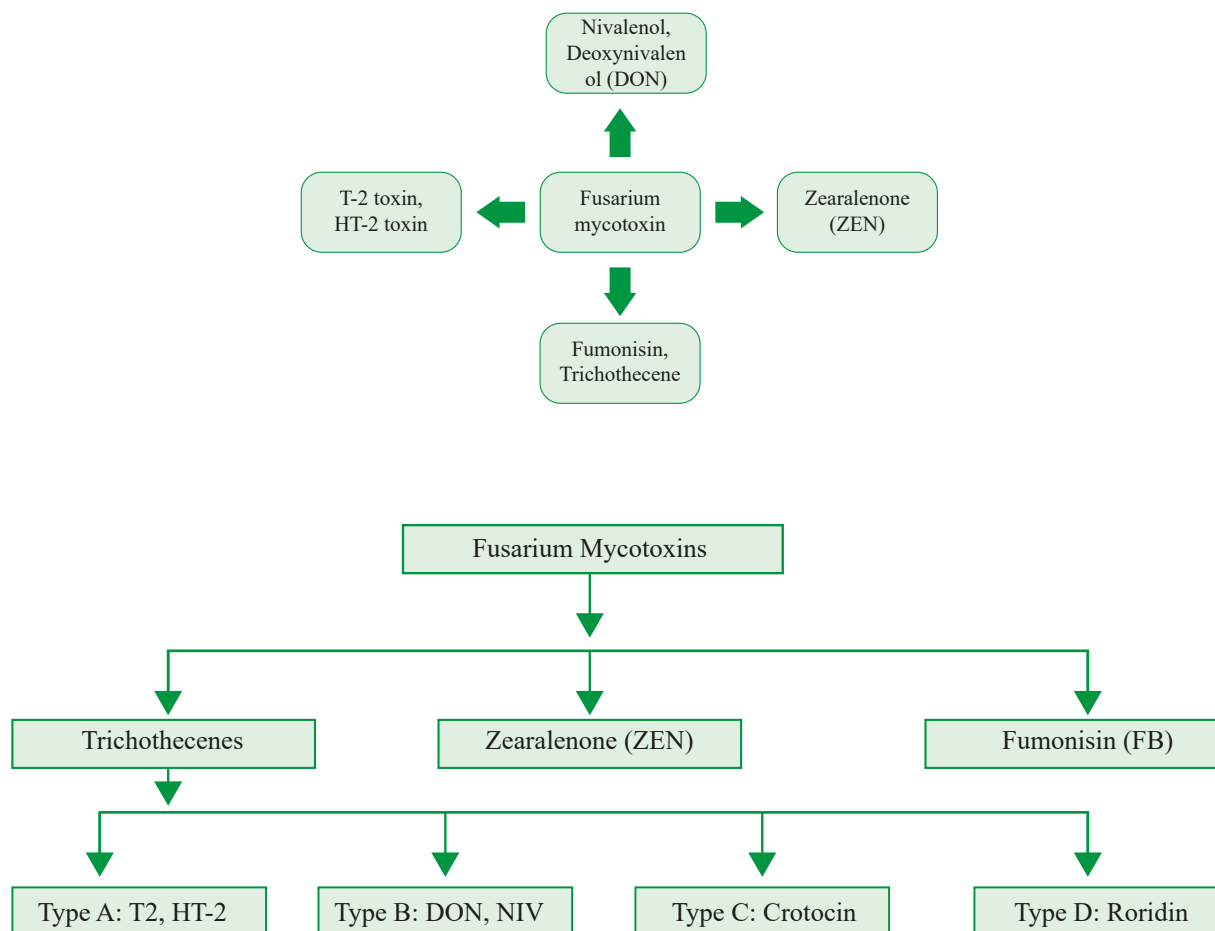 Nivalenol,
Deoxynivalen
ol (DON)
T-2 toxin,
HT-2 toxin
Fusarium
mycotoxin
Zearalenone
(ZEN)
Fumonisin,
Trichothecene
Fusarium Mycotoxins
Trichothecenes
Zearalenone (ZEN)
Fumonisin (FB)
Type A: T2, HT-2
Type B: DON, NIV
Type C: Crotocin
Type D: Roridin